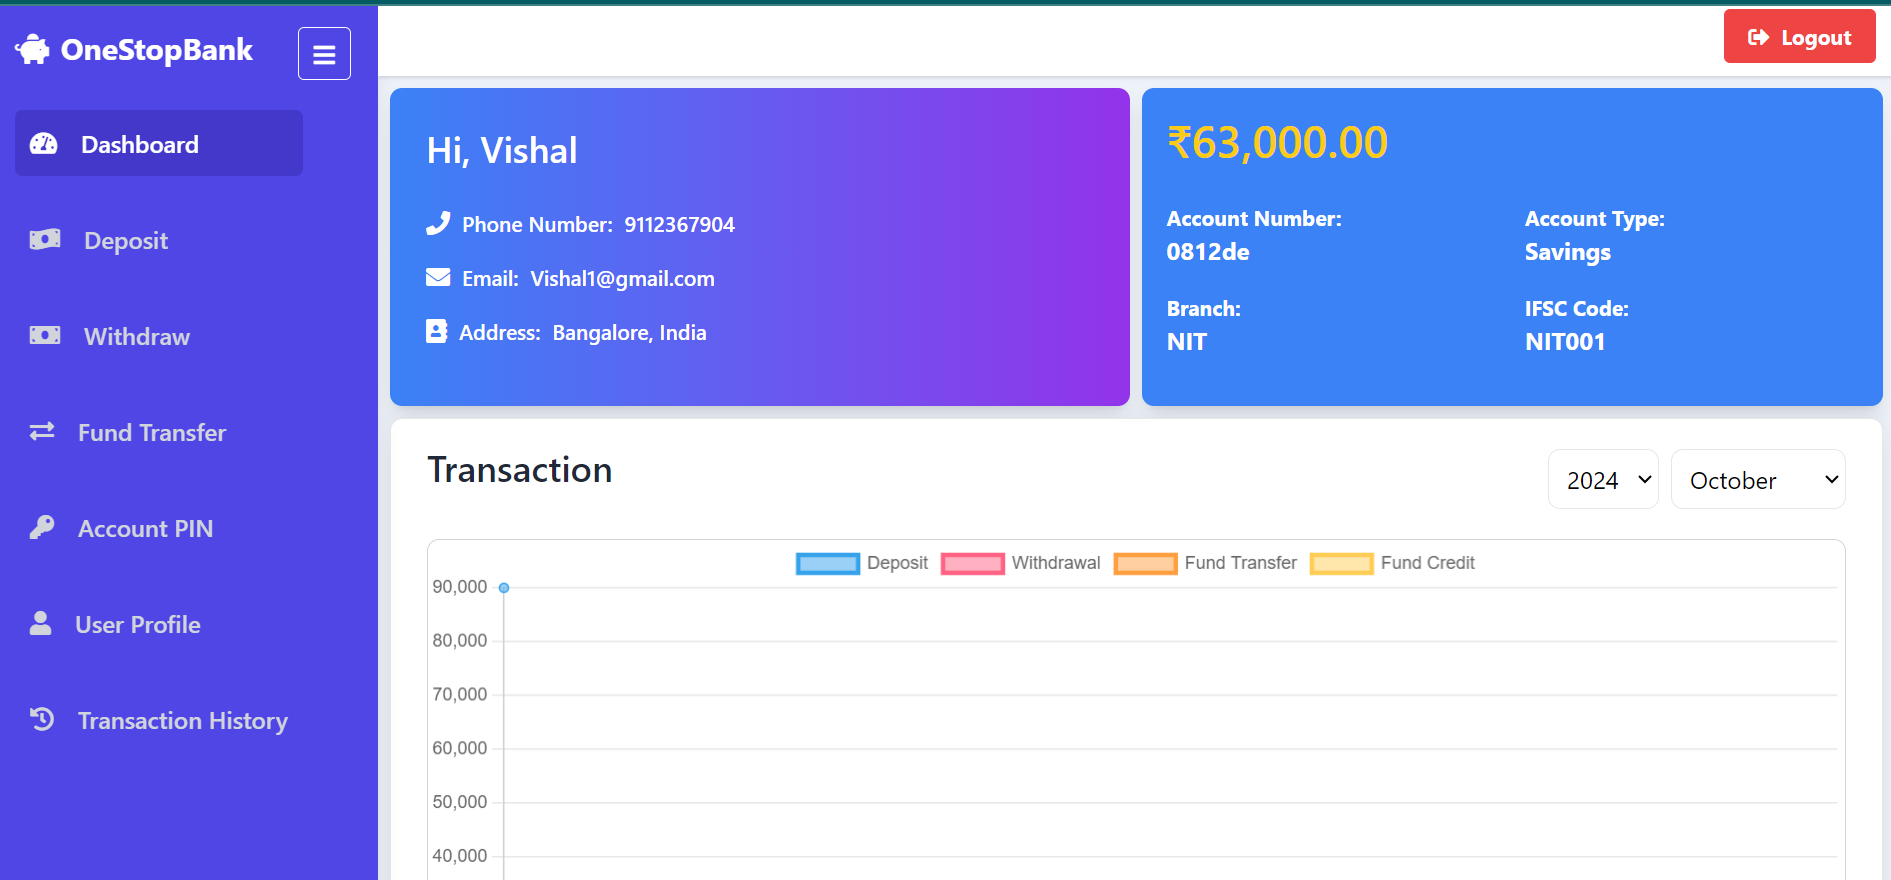 OneStopBank
Logout
Dashboard
Deposit
Withdraw
Fund Transfer
Account PIN
User Profile
Transaction History
Hi, Vishal
Phone Number: 9112367904
Email: Vishal1@gmail.com
Address: Bangalore, India
₹63,000.00
Account Number:
0812de
Account Type:
Savings
Branch:
NIT
IFSC Code:
NIT001
Transaction
2024
October
Deposit Withdrawal Fund Transfer Fund Credit
90,000
80,000
70,000
60,000
50,000
40,000